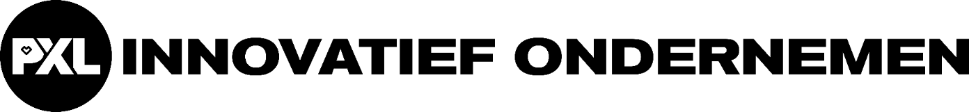 PXL INNOVATIEF ONDERNEMEN